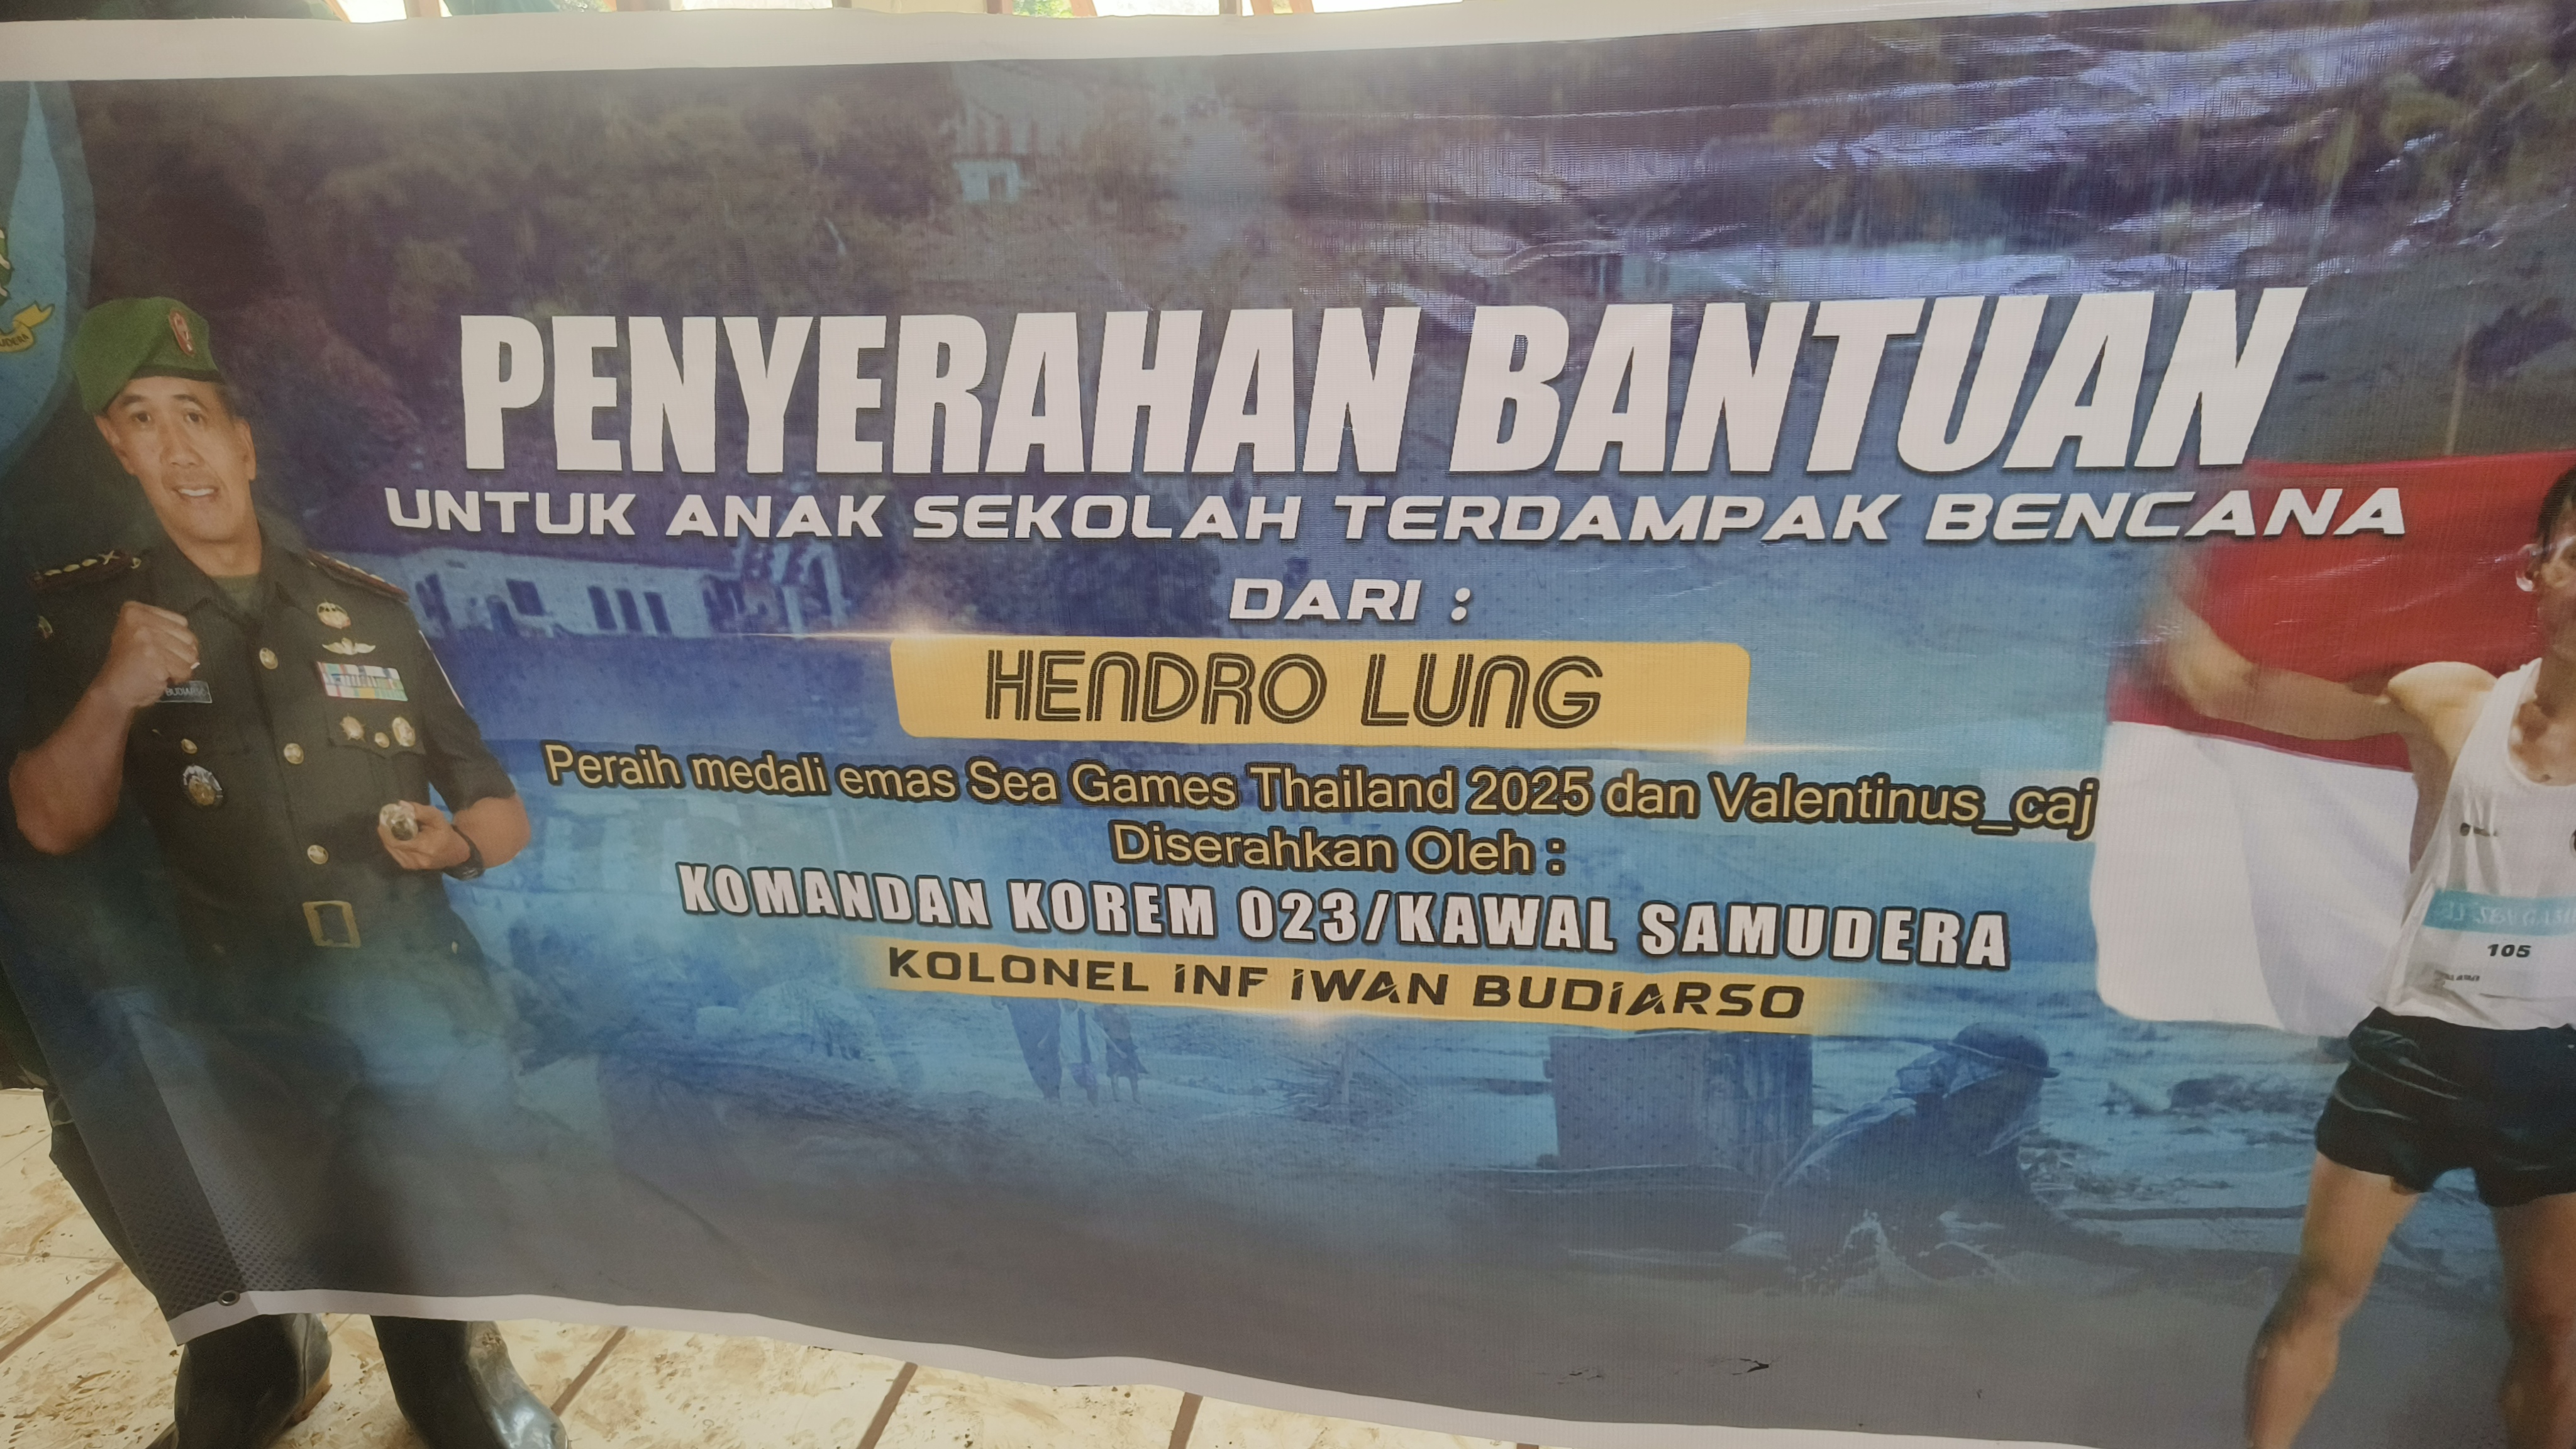 PENYERAHAN BANTUAN
UNTUK ANAK SEKOLAH TERDAMPAK BENCANA
DARI :
HENDRO LUNG
Peraih medali emas Sea Games Thailand 2025 dan Valentinus_caj
Diserahkan Oleh :
KOMANDAN KOREM 023/KAWAL SAMUDERA
KOLONEL INF IWAN BUDIARSO
BUDIARSO
105